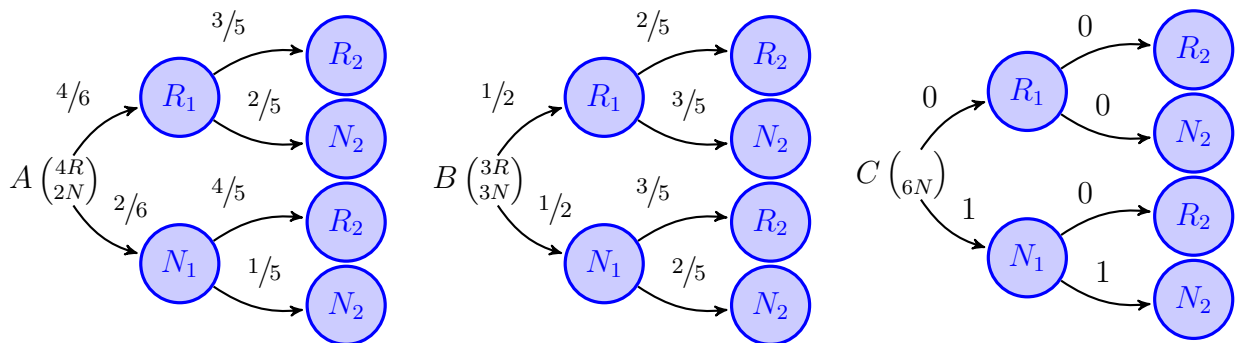 A (4R 2N) 4/6 R₁ 3/5 R₂ 2/5 N₂ 2/6 N₁ 4/5 R₂ 1/5 N₂
B (3R 3N) 1/2 R₁ 2/5 R₂ 3/5 N₂ 1/2 N₁ 3/5 R₂ 2/5 N₂
C (6N) 0 R₁ 0 R₂ 0 N₂ 1 N₁ 0 R₂ 1 N₂